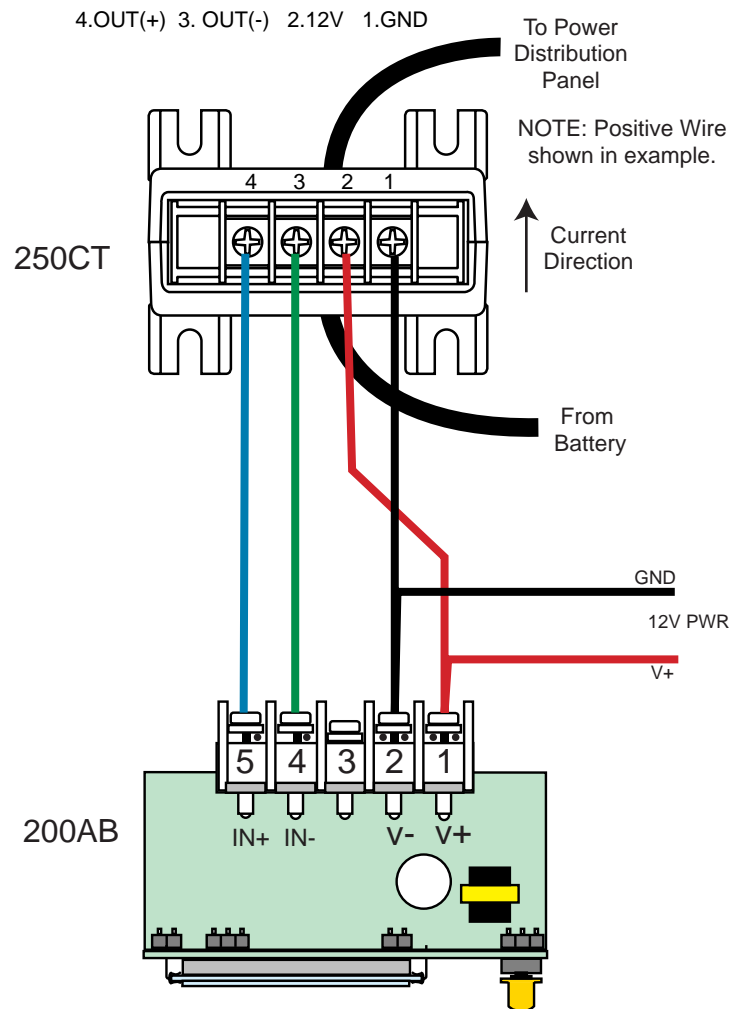 4.OUT(+) 3. OUT(-) 2.12V 1.GND
To Power
Distribution
Panel
NOTE: Positive Wire
shown in example.
4 3 2 1
250CT
Current
Direction
From
Battery
GND
12V PWR
V+
5 4 3 2 1
200AB
IN+ IN- V- V+